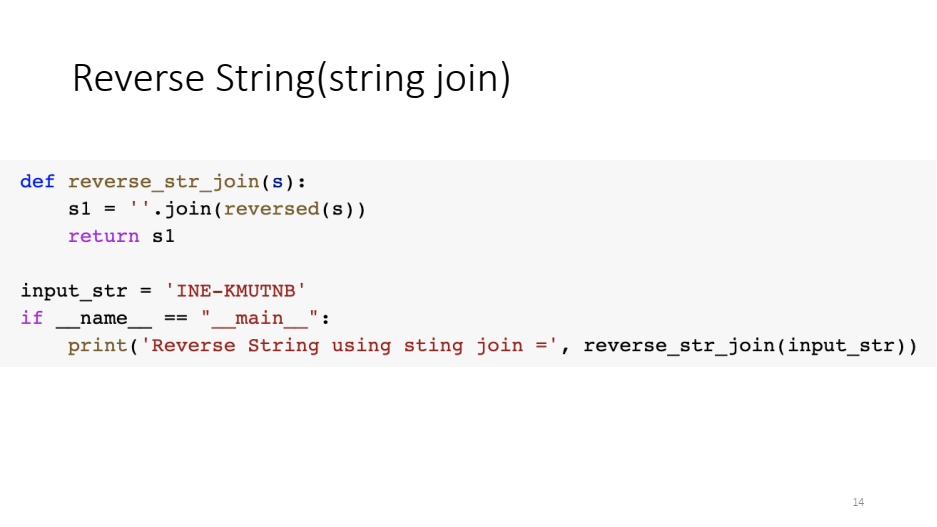 Reverse String(string join)
def reverse_str_join(s):
    s1 = ''.join(reversed(s))
    return s1
input_str = 'INE-KMUTNB'
if __name__ == "__main__":
    print('Reverse String using sting join =', reverse_str_join(input_str))
14